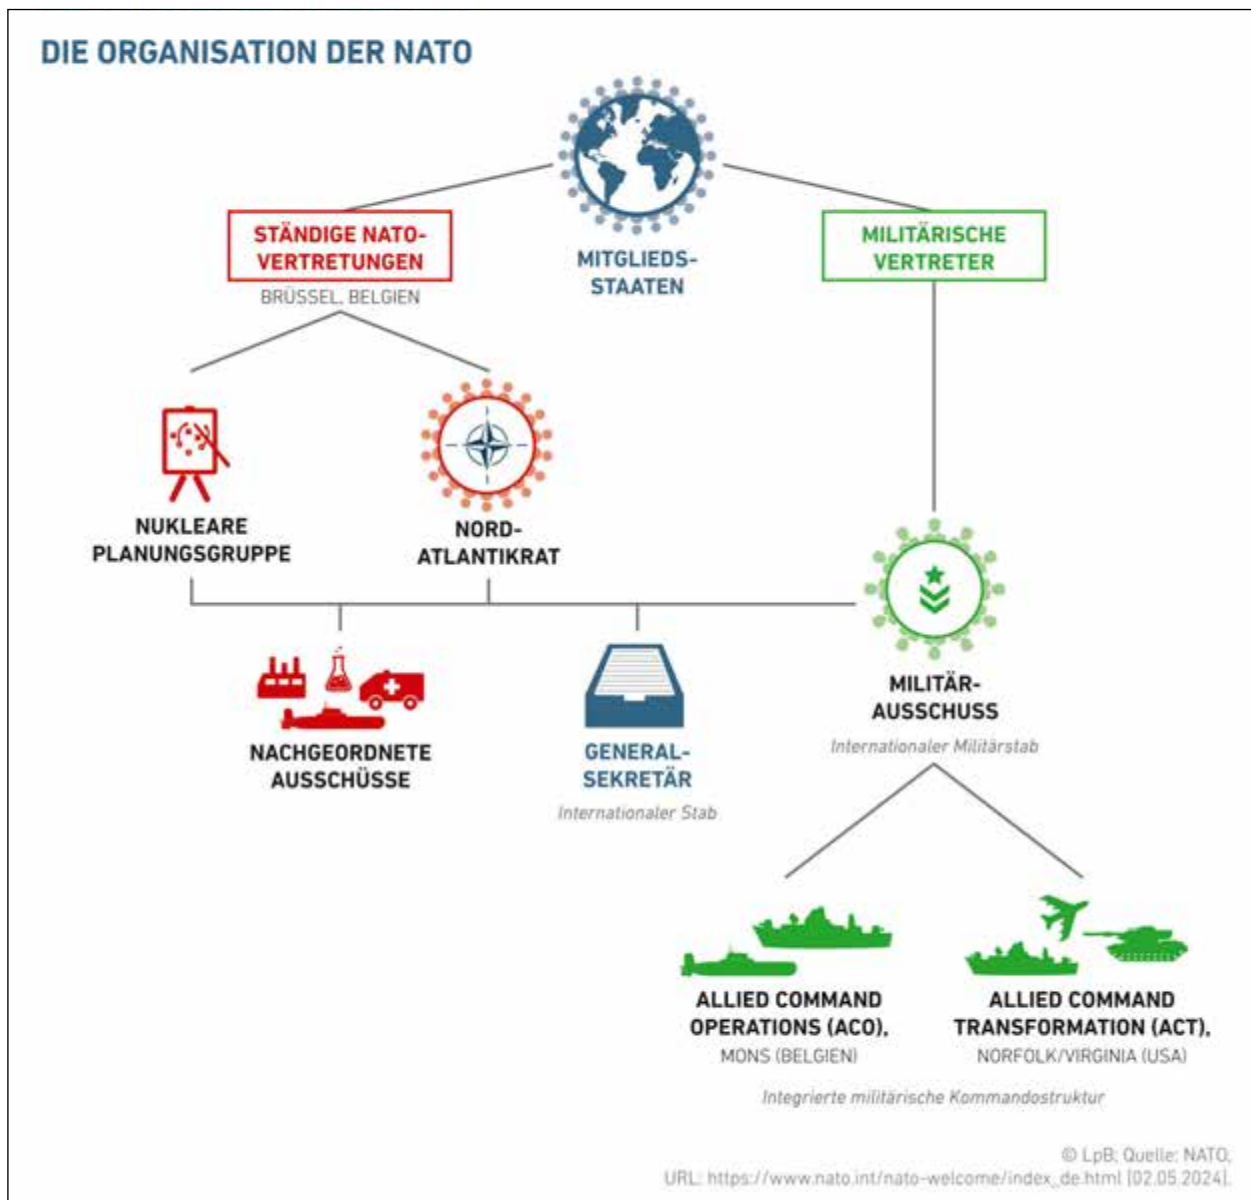 DIE ORGANISATION DER NATO
STÄNDIGE NATO-
VERTRETUNGEN
BRÜSSEL, BELGIEN
MITGLIEDS-
STAATEN
MILITÄRISCHE
VERTRETER
NUKLEARE
PLANUNGSGRUPPE
NORD-
ATLANTIKRAT
NACHGEORDNETE
AUSSCHÜSSE
GENERAL-
SEKRETÄR
Internationaler Stab
MILITÄR-
AUSSCHUSS
Internationaler Militärstab
ALLIED COMMAND
OPERATIONS (ACO),
MONS (BELGIEN)
ALLIED COMMAND
TRANSFORMATION (ACT),
NORFOLK/VIRGINIA (USA)
Integrierte militärische Kommandostruktur
© LpB; Quelle: NATO,
URL: https://www.nato.int/nato-welcome/index_de.html [02.05.2024].